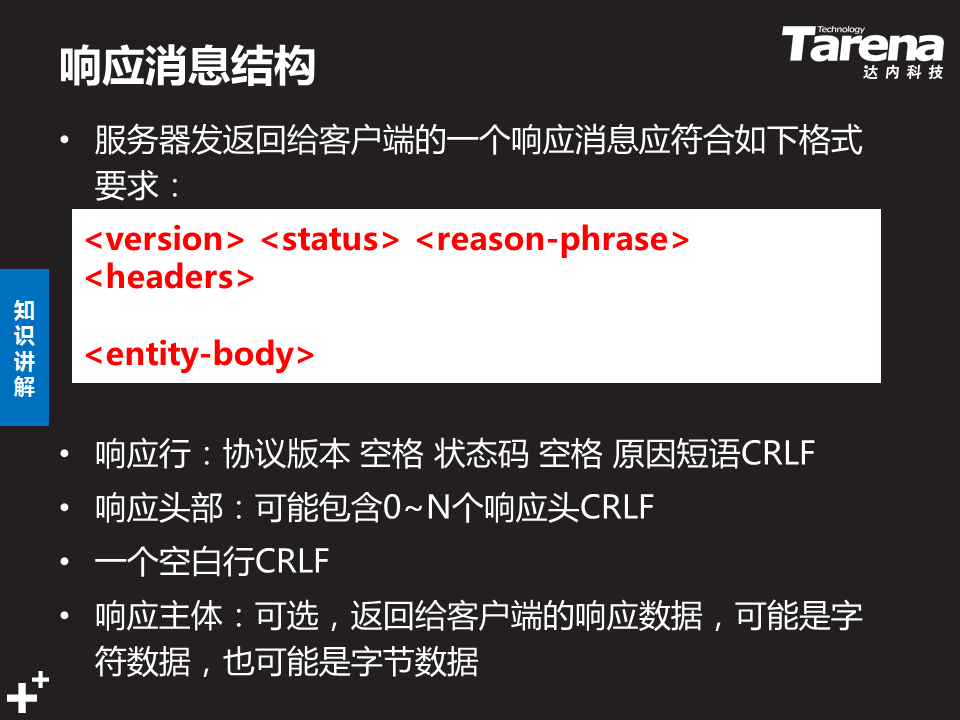 响应消息结构
Technology
Tarena
达内科技
• 服务器发返回给客户端的一个响应消息应符合如下格式
要求：
<version> <status> <reason-phrase>
<headers>
<entity-body>
知识讲解
• 响应行：协议版本 空格 状态码 空格 原因短语CRLF
• 响应头部：可能包含0~N个响应头CRLF
• 一个空白行CRLF
• 响应主体：可选，返回给客户端的响应数据，可能是字
符数据，也可能是字节数据